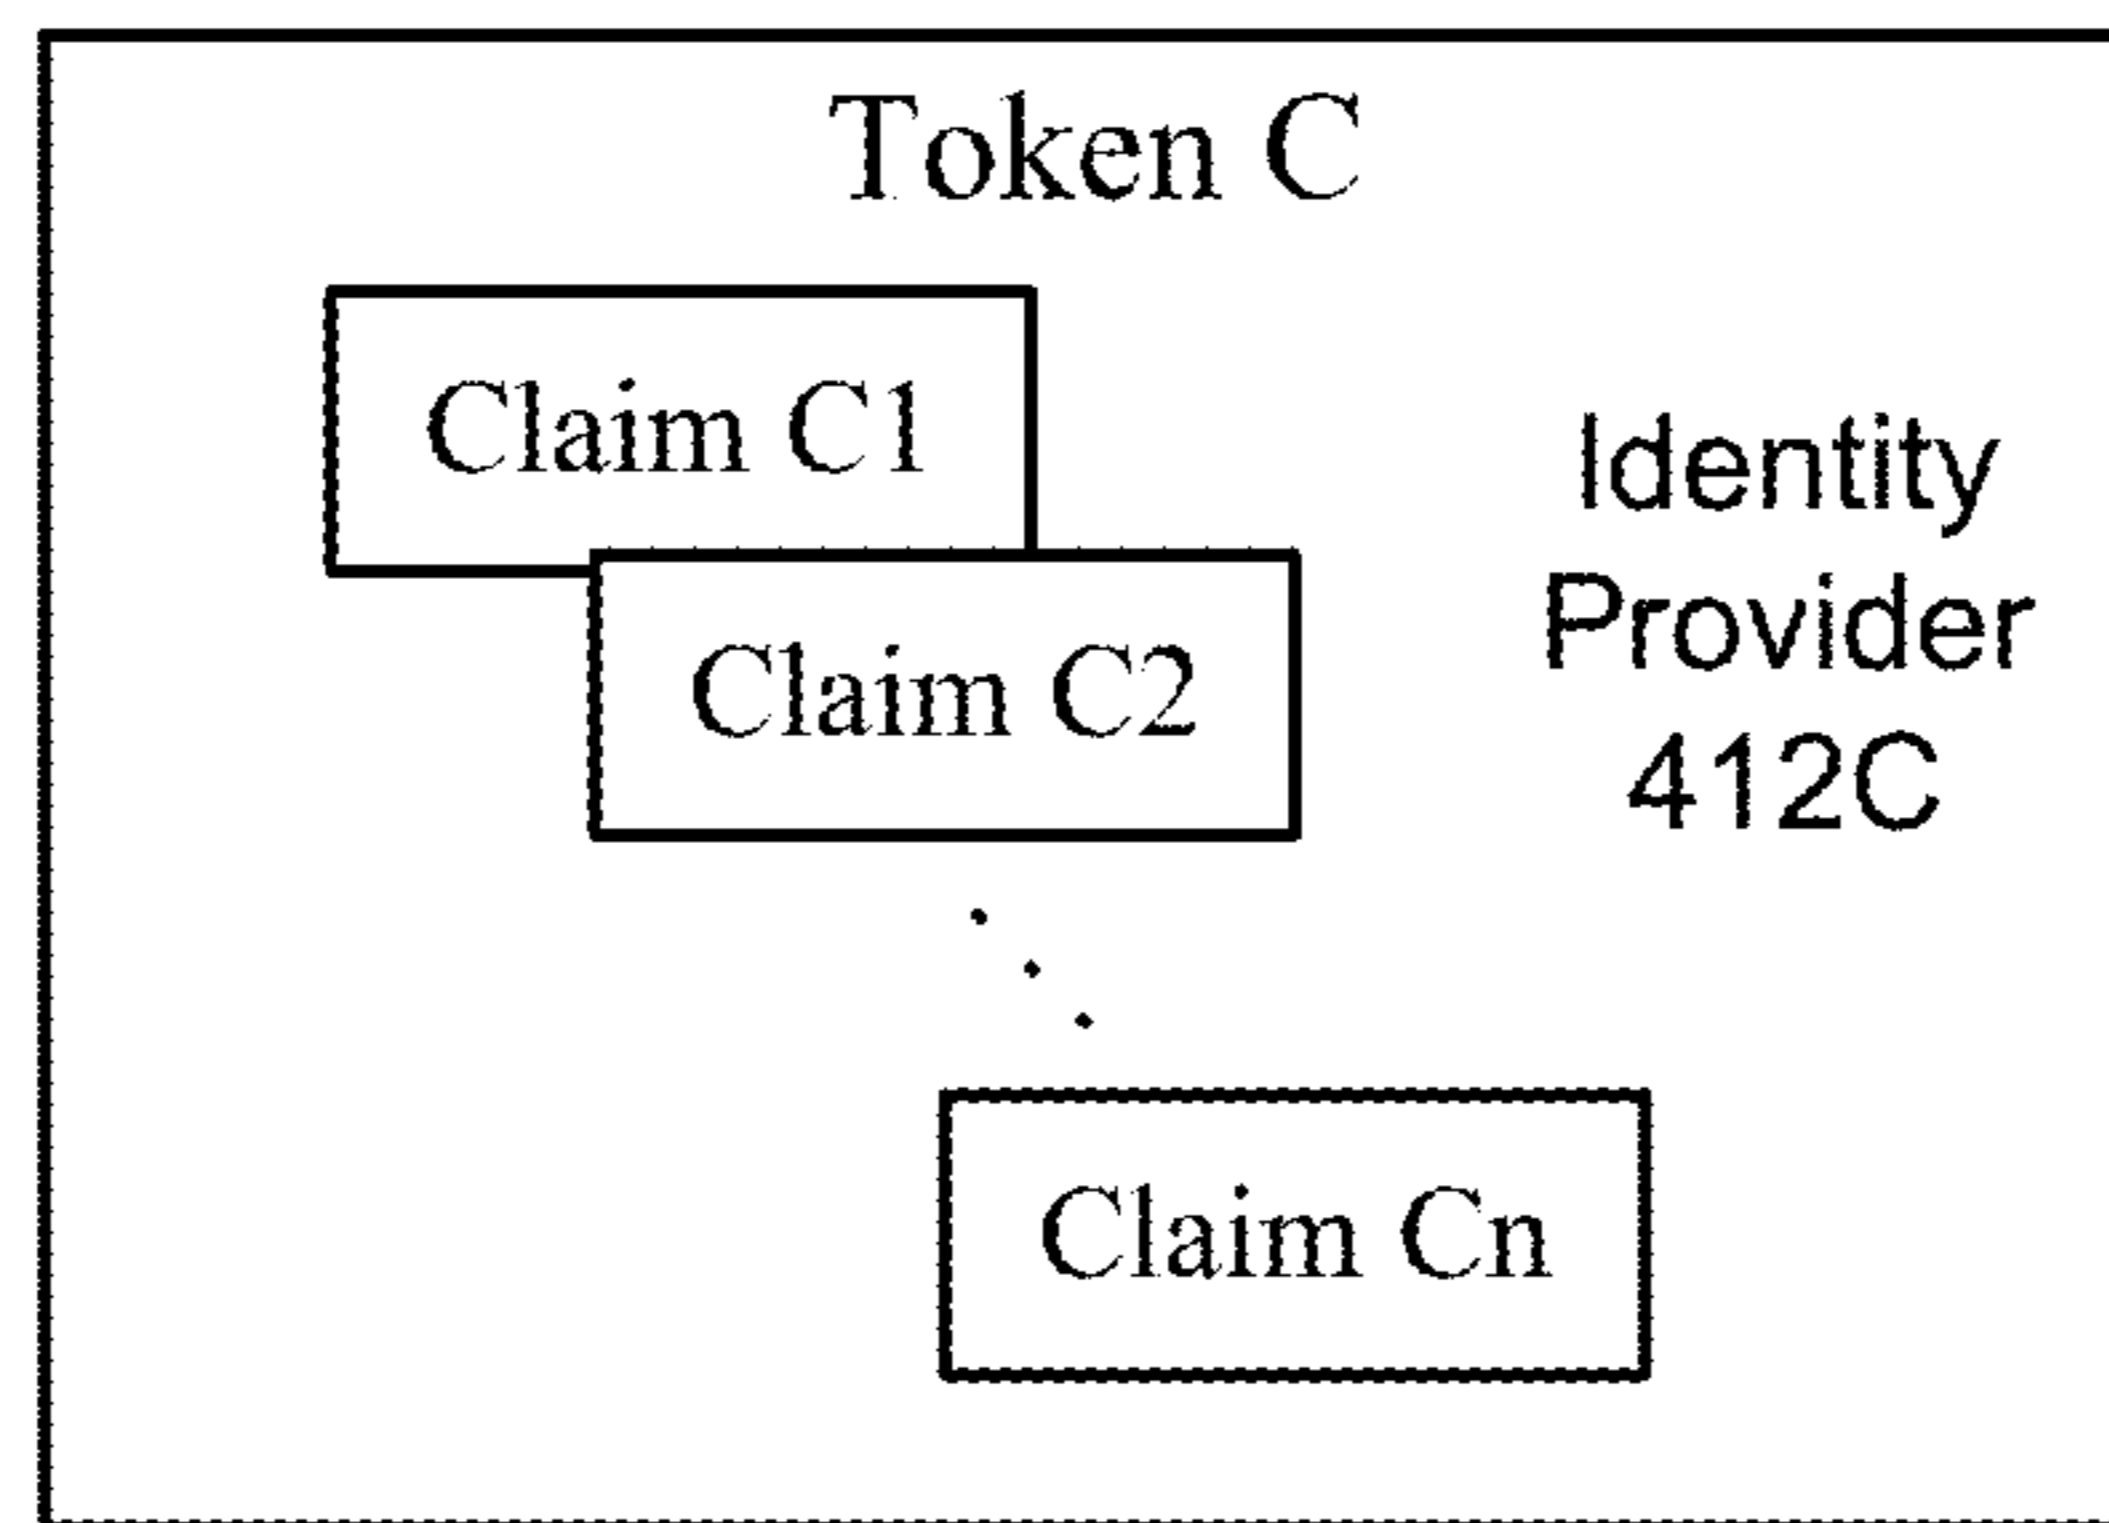 Token C
Claim C1
Claim C2
Claim Cn
Identity
Provider
412C